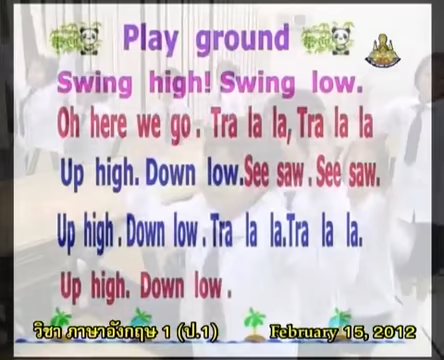 Play ground
Swing high! Swing low.
Oh here we go. Tra la la, Tra la la
Up high. Down low.See saw. See saw.
Up high. Down low. Tra la la.Tra la la.
Up high. Down low.
วิชา ภาษาอังกฤษ 1 (ป.1) February 15, 2012